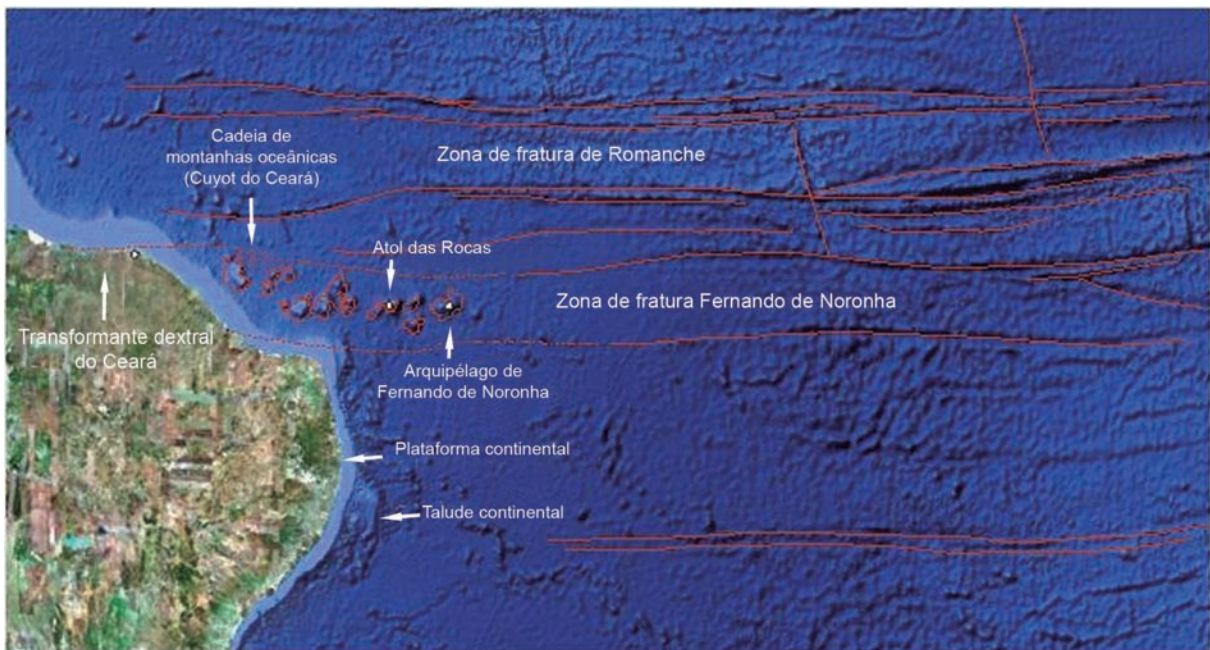 Cadeia de
montanhas oceânicas
(Cuyot do Ceará)
Zona de fratura de Romanche
Atol das Rocas
Zona de fratura Fernando de Noronha
Transformante dextral
do Ceará
Arquipélago de
Fernando de Noronha
Plataforma continental
Talude continental